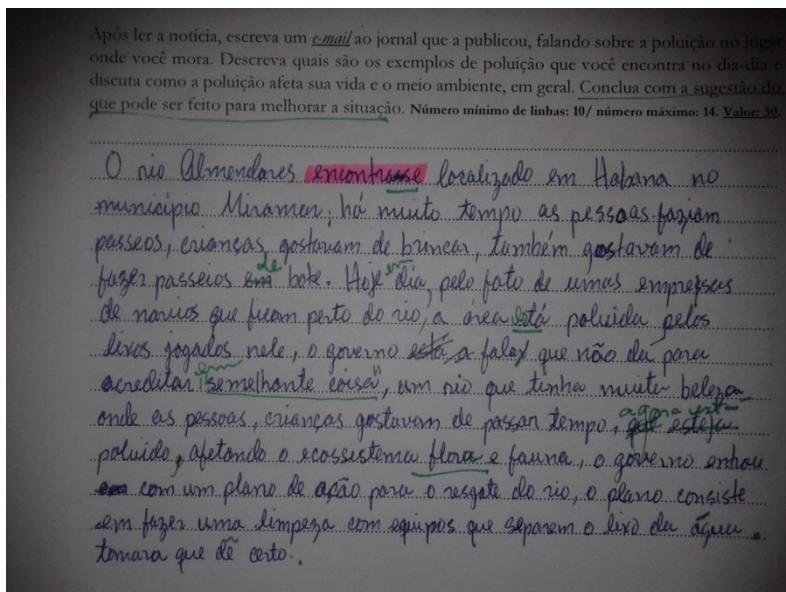 Após ler a notícia, escreva um e-mail ao jornal que a publicou, falando sobre a poluição no lugar
onde você mora. Descreva quais são os exemplos de poluição que você encontra no dia-dia e
discuta como a poluição afeta sua vida e o meio ambiente, em geral. Conclua com a sugestão do
que pode ser feito para melhorar a situação. Número mínimo de linhas: 10/ número máximo: 14. Valor: 30.
O rio Almendares encontrasse localizado em Habana no
município Miramar, há muito tempo as pessoas faziam
passeos, crianças gostavam de brincar, também gostavam de
de
fazer passeios em bote. Hoje em dia, pelo fato de umas empressas
de navios que ficam perto do rio, a área está poluida pelos
lixos jogados nele, o governo está a falar que não da para
em
acreditar "semelhante coisa", um rio que tinha muita beleza
agora está
onde as pessoas, crianças gostavam de passar tempo, que esteja
poluido, afetando o ecossistema flora e fauna, o governo entrou
com um plano de ação para o resgate do rio, o plano consiste
em fazer uma limpeza com equipos que separem o lixo da água.
tomara que dê certo.